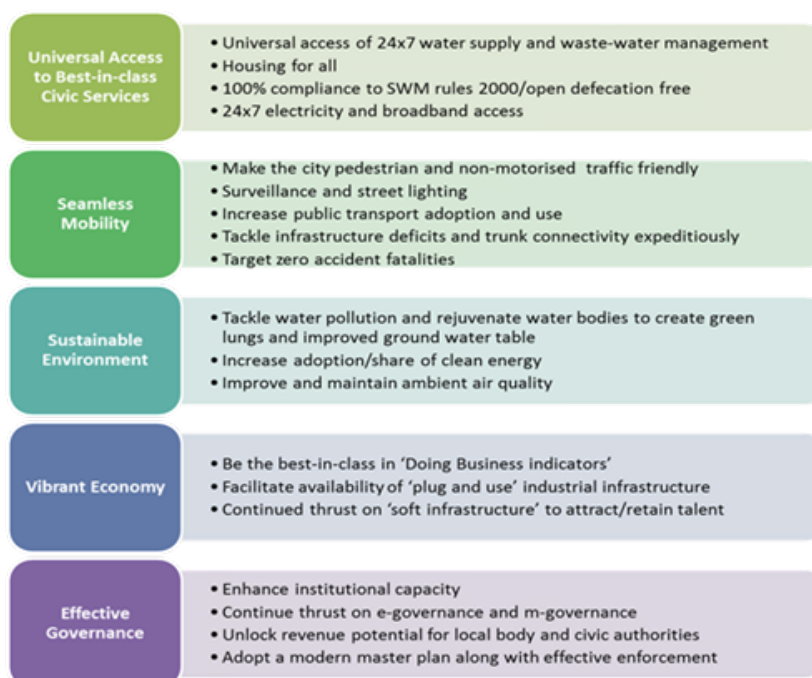 Universal Access
to Best-in-class
Civic Services
• Universal access of 24x7 water supply and waste-water management
• Housing for all
• 100% compliance to SWM rules 2000/open defecation free
• 24x7 electricity and broadband access
Seamless
Mobility
• Make the city pedestrian and non-motorised traffic friendly
• Surveillance and street lighting
• Increase public transport adoption and use
• Tackle infrastructure deficits and trunk connectivity expeditiously
• Target zero accident fatalities
Sustainable
Environment
• Tackle water pollution and rejuvenate water bodies to create green
lungs and improved ground water table
• Increase adoption/share of clean energy
• Improve and maintain ambient air quality
Vibrant Economy
• Be the best-in-class in ‘Doing Business indicators’
• Facilitate availability of ‘plug and use’ industrial infrastructure
• Continued thrust on ‘soft infrastructure’ to attract/retain talent
Effective
Governance
• Enhance institutional capacity
• Continue thrust on e-governance and m-governance
• Unlock revenue potential for local body and civic authorities
• Adopt a modern master plan along with effective enforcement